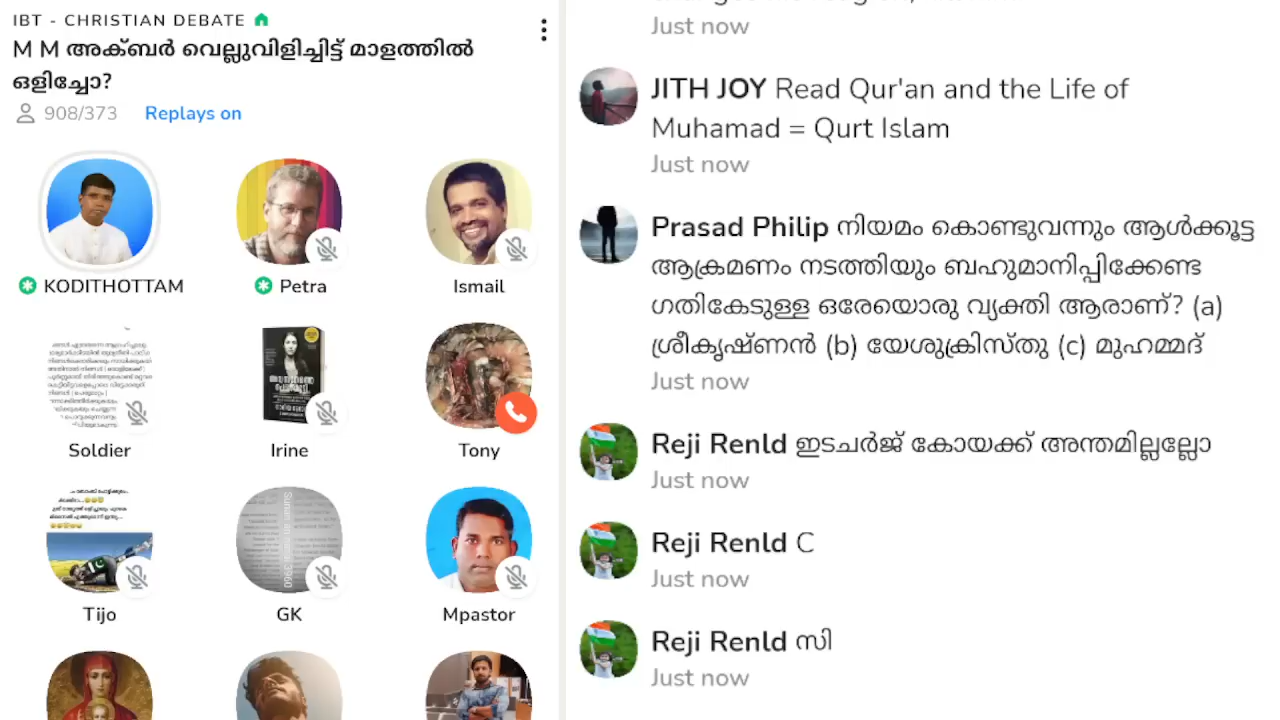 IBT - CHRISTIAN DEBATE
M M അക്ബർ വെല്ലുവിളിച്ചിട്ട് മാളത്തിൽ
ഒളിച്ചോ?
908/373 Replays on
KODITHOTTAM
Petra
Ismail
Soldier
Irine
Tony
Tijo
GK
Mpastor
Just now
JITH JOY Read Qur'an and the Life of
Muhamad = Qurt Islam
Just now
Prasad Philip നിയമം കൊണ്ടുവന്നും ആൾക്കൂട്ട
ആക്രമണം നടത്തിയും ബഹുമാനിപ്പിക്കേണ്ട
ഗതികേടുള്ള ഒരേയൊരു വ്യക്തി ആരാണ്? (a)
ശ്രീകൃഷ്ണൻ (b) യേശുക്രിസ്തു (c) മുഹമ്മദ്
Just now
Reji Renld ഇടചർജ് കോയക്ക് അന്തമില്ലല്ലോ
Just now
Reji Renld C
Just now
Reji Renld സി
Just now